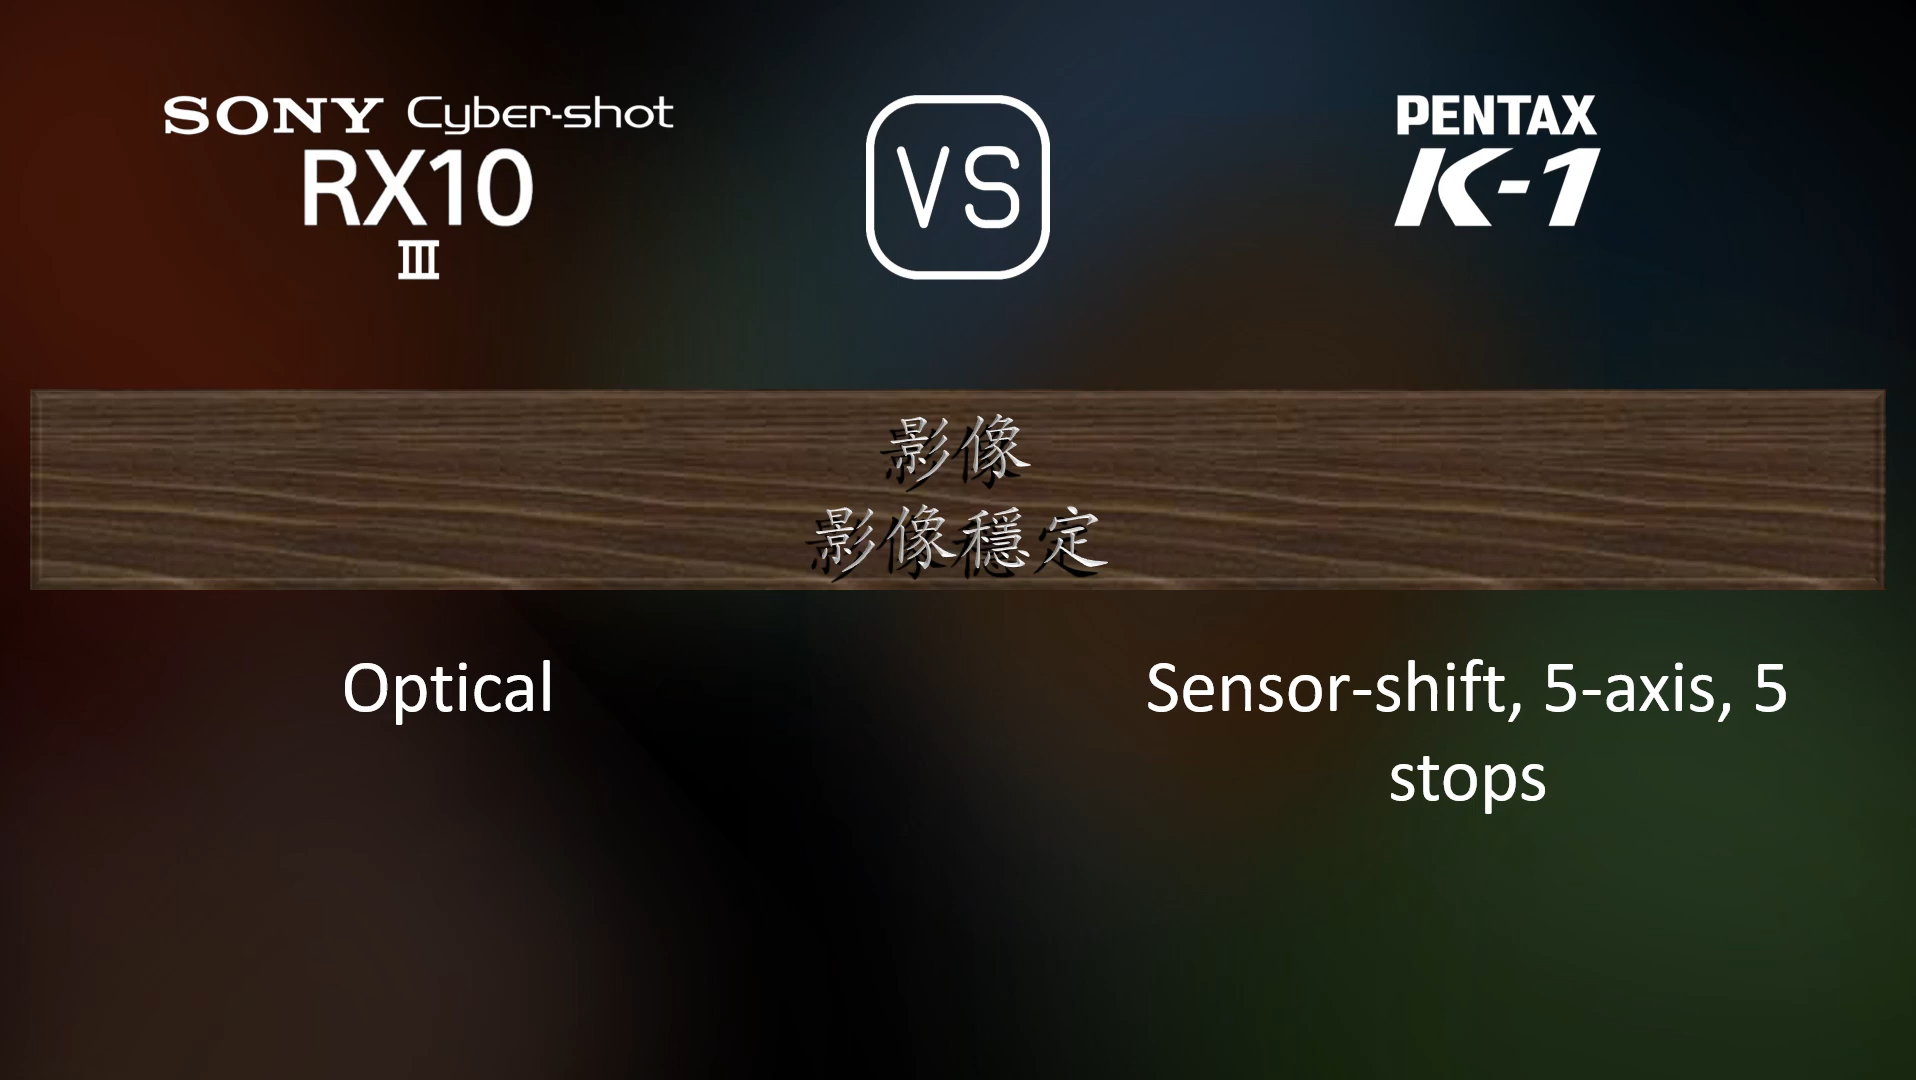 SONY Cyber-shot
RX10
III
VS
PENTAX
K-1
影像
影像穩定
Optical
Sensor-shift, 5-axis, 5
stops